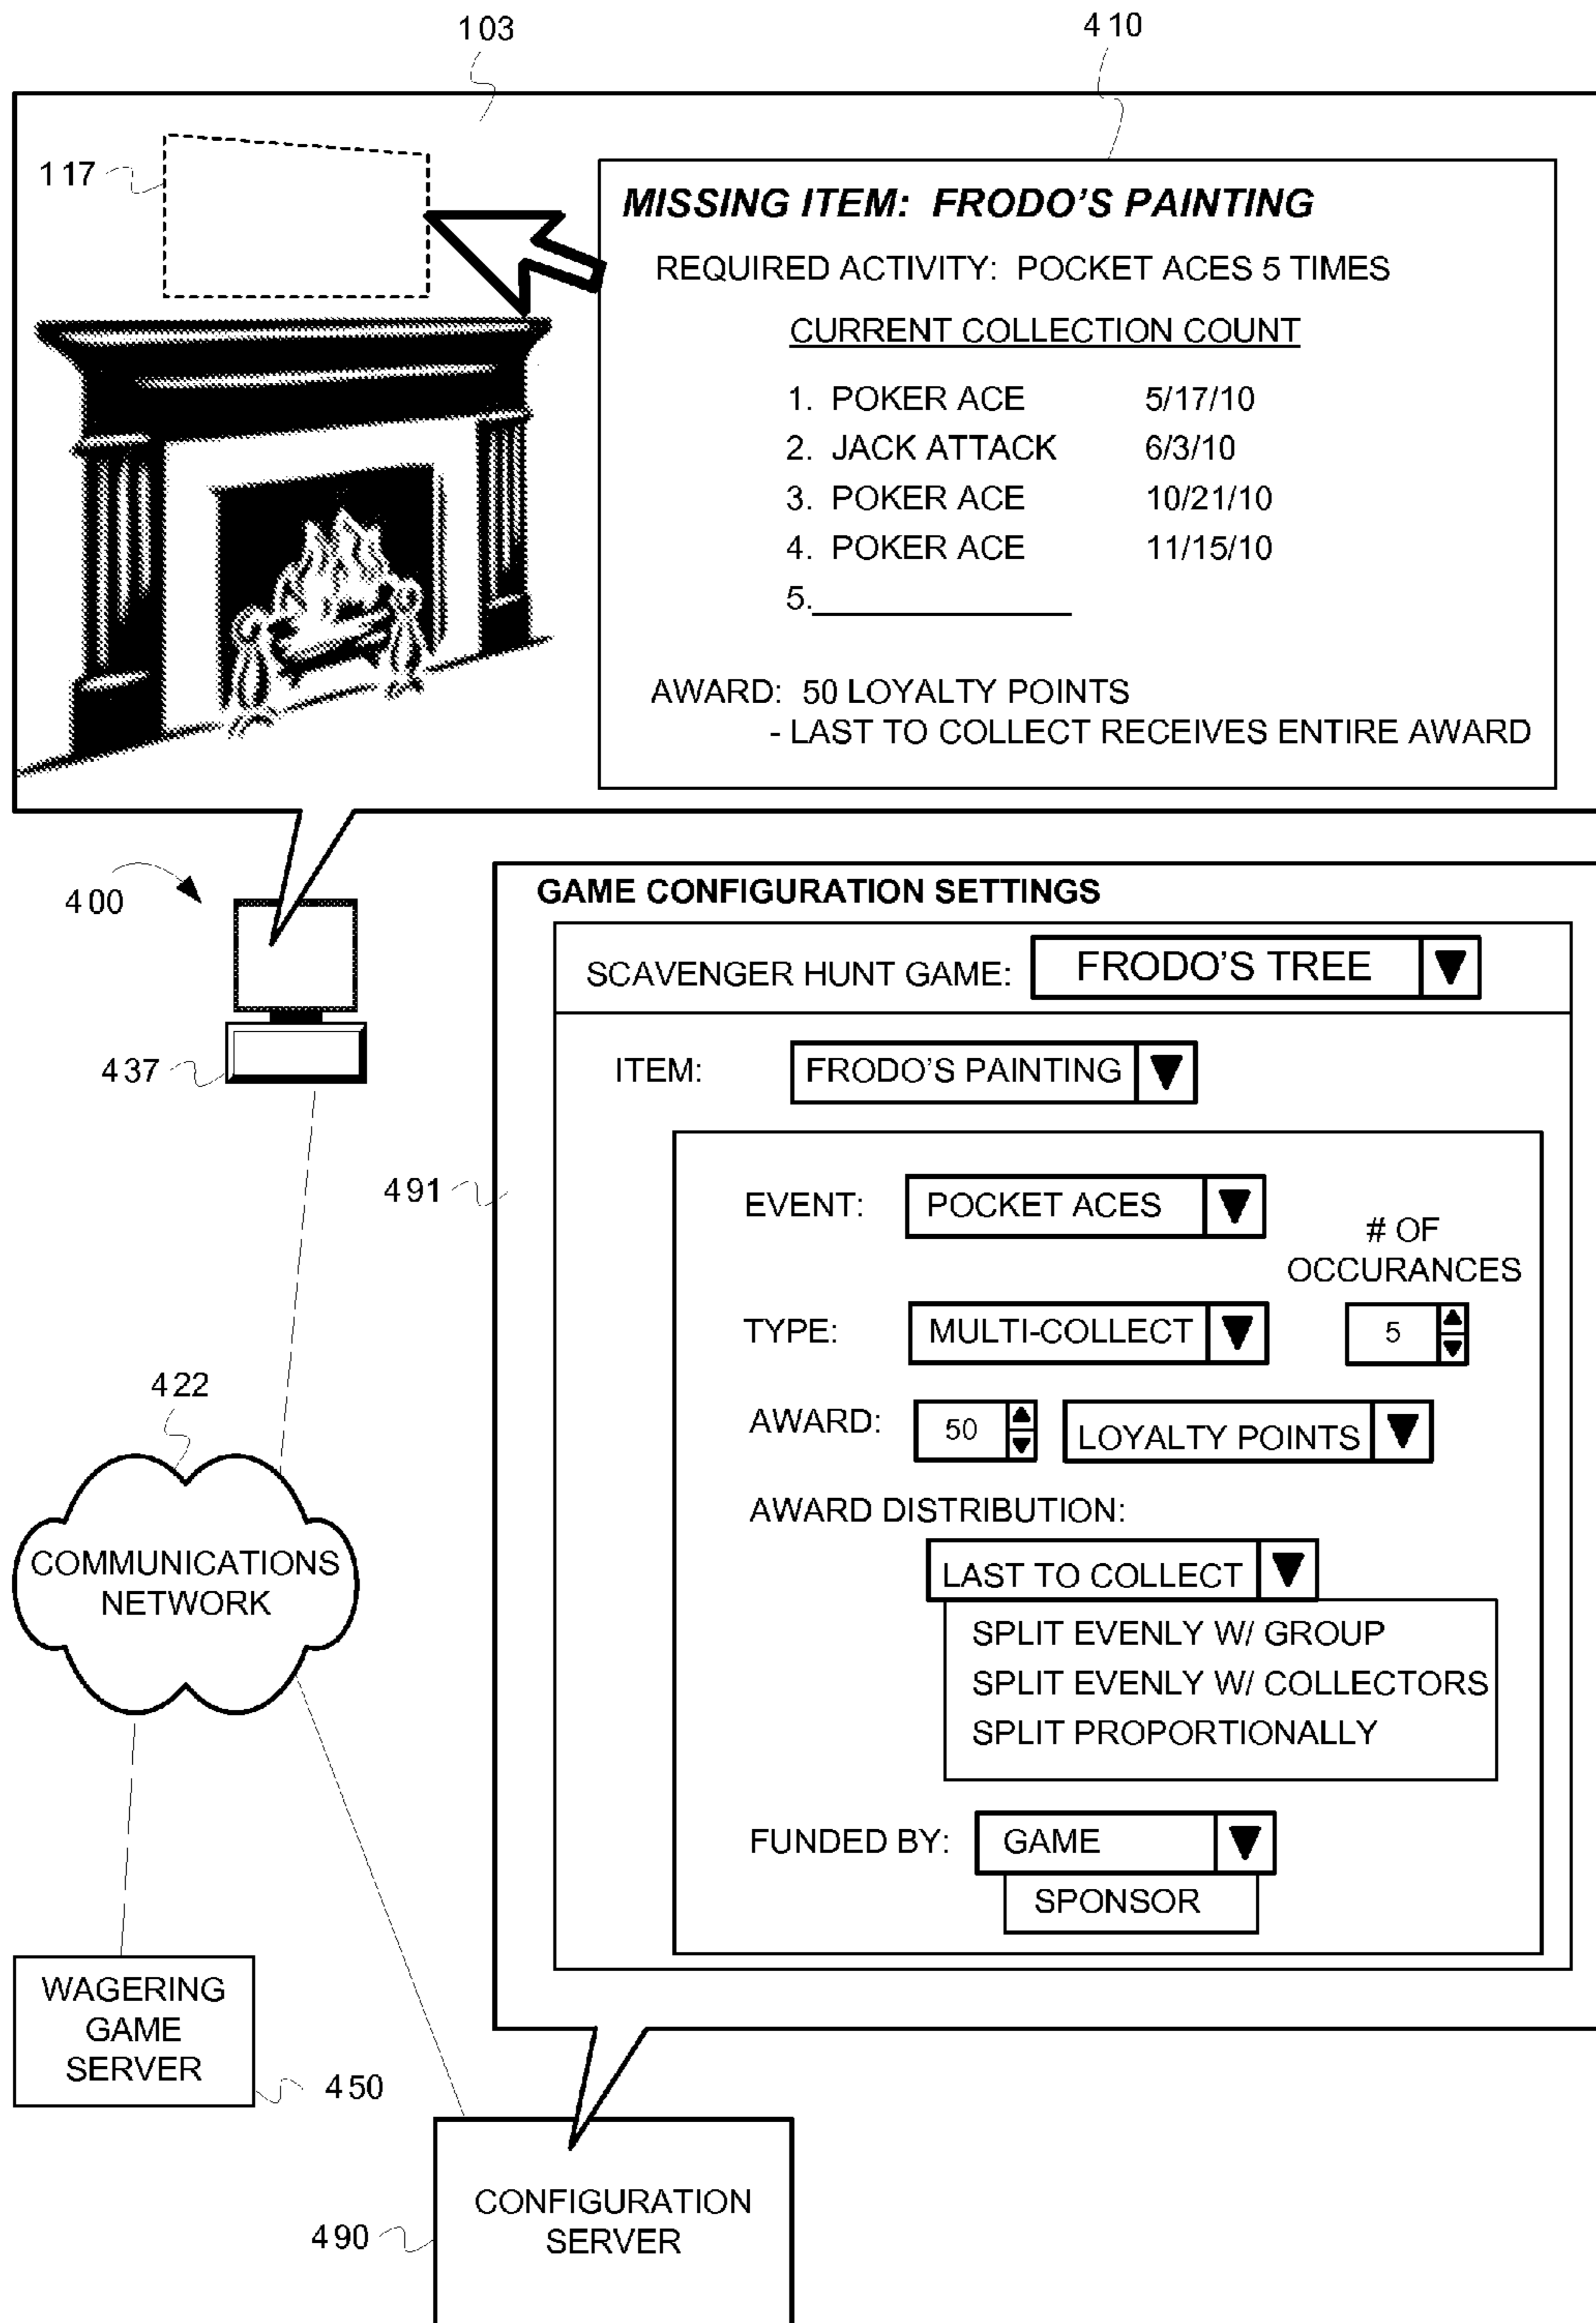 103
410
117
MISSING ITEM: FRODO'S PAINTING
REQUIRED ACTIVITY: POCKET ACES 5 TIMES
CURRENT COLLECTION COUNT
1. POKER ACE 5/17/10
2. JACK ATTACK 6/3/10
3. POKER ACE 10/21/10
4. POKER ACE 11/15/10
5.
AWARD: 50 LOYALTY POINTS
- LAST TO COLLECT RECEIVES ENTIRE AWARD
400
437
GAME CONFIGURATION SETTINGS
SCAVENGER HUNT GAME: FRODO'S TREE
ITEM: FRODO'S PAINTING
491
EVENT: POCKET ACES
# OF
OCCURANCES
TYPE: MULTI-COLLECT 5
AWARD: 50 LOYALTY POINTS
AWARD DISTRIBUTION:
LAST TO COLLECT
SPLIT EVENLY W/ GROUP
SPLIT EVENLY W/ COLLECTORS
SPLIT PROPORTIONALLY
FUNDED BY: GAME
SPONSOR
422
COMMUNICATIONS
NETWORK
WAGERING
GAME
SERVER
450
CONFIGURATION
SERVER
490